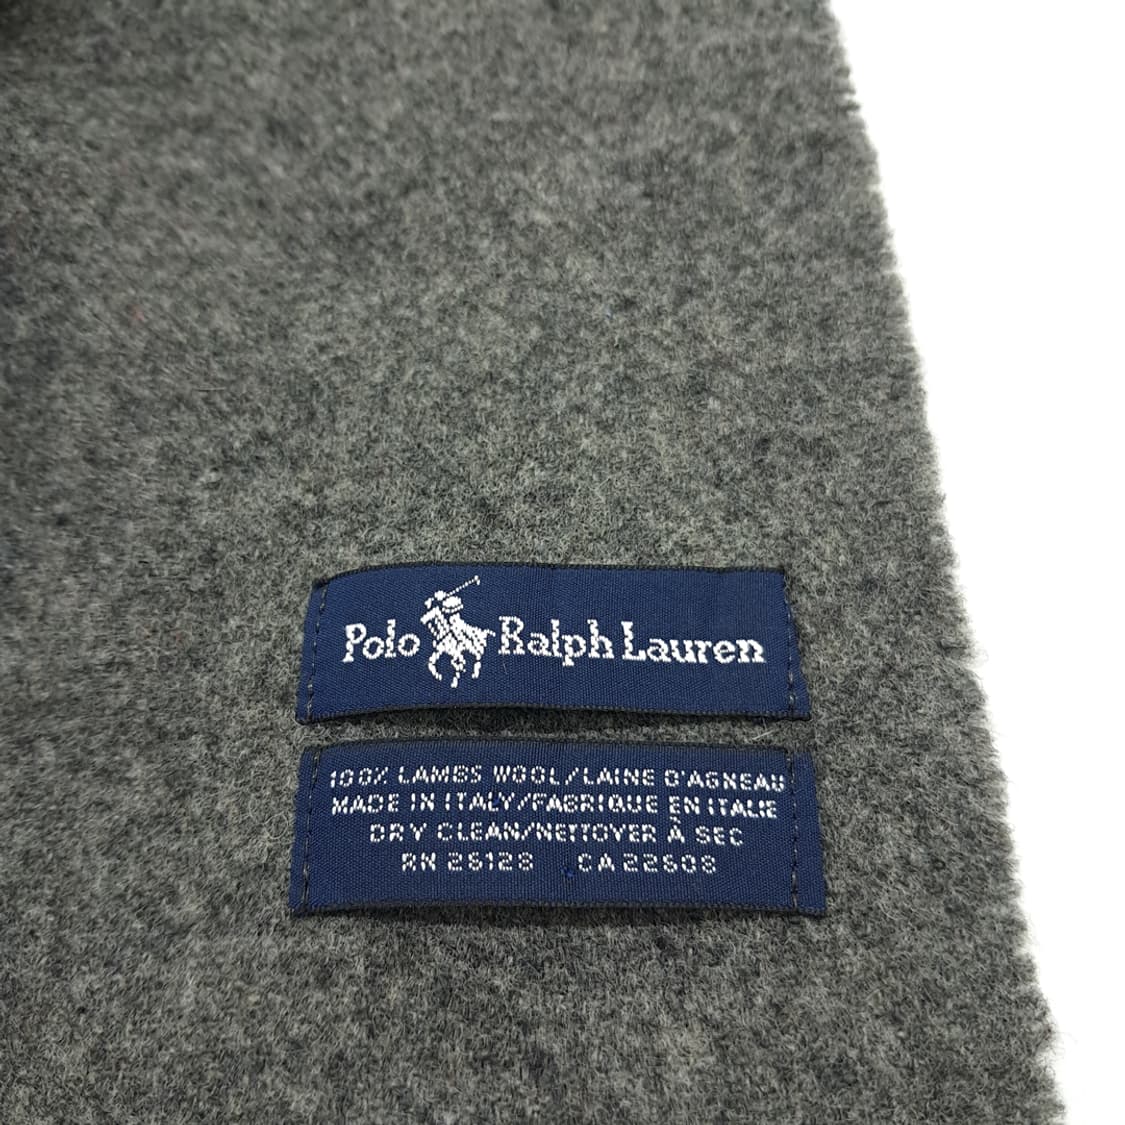 Polo Ralph Lauren
100% LAMBS WOOL/LAINE D'AGNEAU
MADE IN ITALY/FABRIQUE EN ITALIE
DRY CLEAN/NETTOYER À SEC
RN 26128 CA 22608